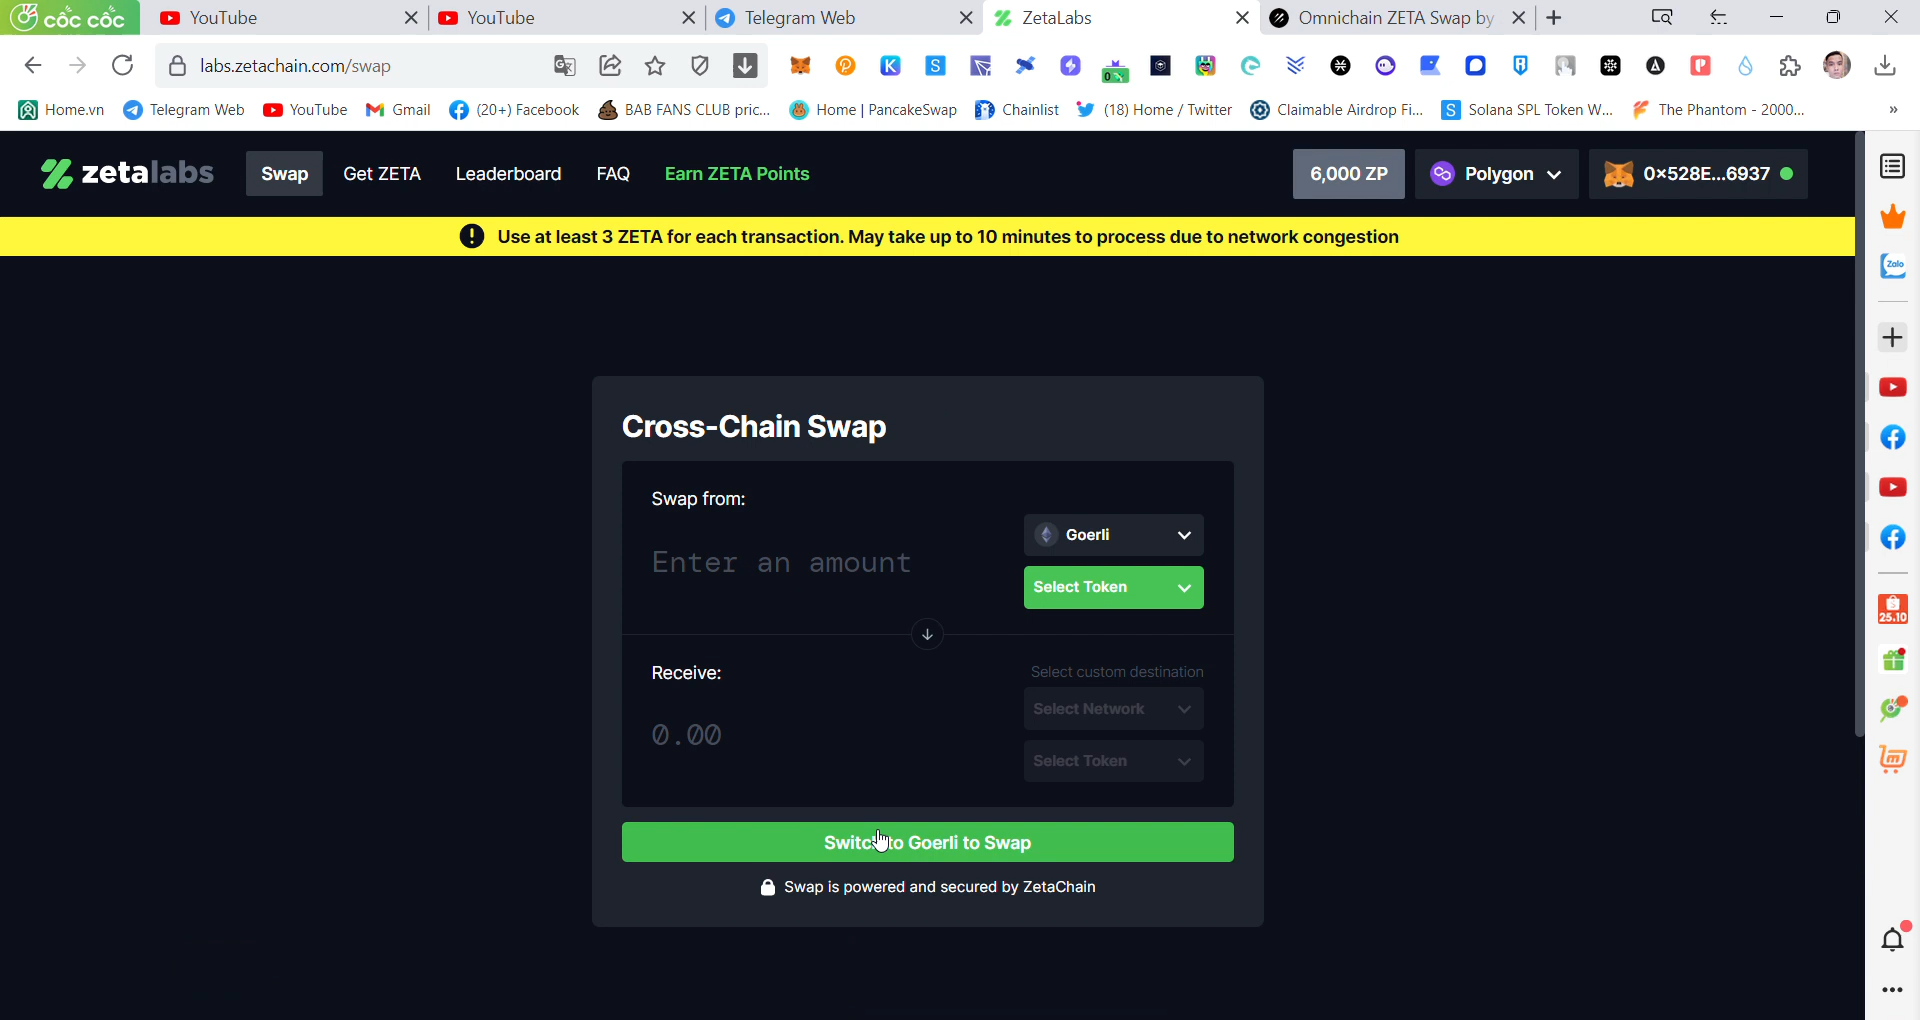 cốc cốc YouTube YouTube Telegram Web ZetaLabs Omnichain ZETA Swap by
labs.zetachain.com/swap
Home.vn Telegram Web YouTube Gmail (20+) Facebook BAB FANS CLUB pric... Home | PancakeSwap Chainlist (18) Home / Twitter Claimable Airdrop Fi... Solana SPL Token W... The Phantom - 2000... »
zetalabs Swap Get ZETA Leaderboard FAQ Earn ZETA Points 6,000 ZP Polygon 0×528E...6937
Use at least 3 ZETA for each transaction. May take up to 10 minutes to process due to network congestion
Zalo
Cross-Chain Swap
Swap from:
Goerli
Enter an amount
Select Token
25.10
Receive:
Select custom destination
Select Network
0.00
Select Token
to Goerli to Swap
Swap is powered and secured by ZetaChain